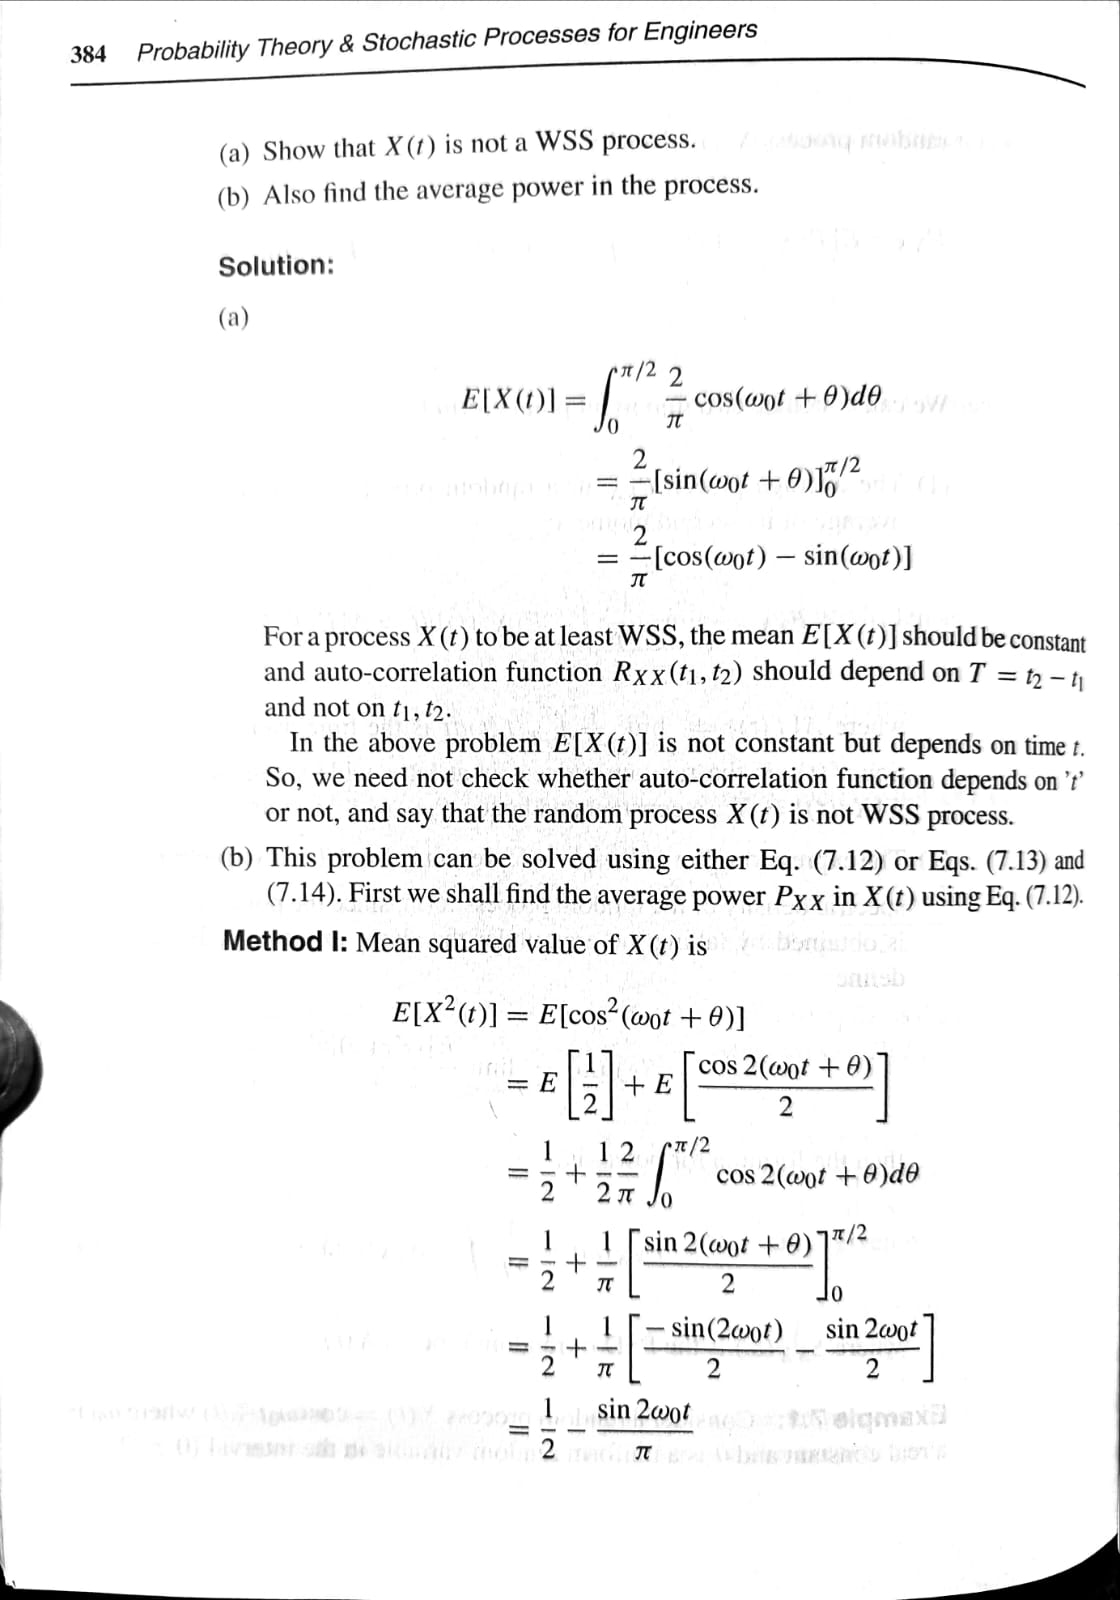 384 Probability Theory & Stochastic Processes for Engineers
(a) Show that X(t) is not a WSS process.
(b) Also find the average power in the process.
Solution:
(a)
E[X(t)] = ∫₀^{π/2} 2/π cos(ω₀t + θ)dθ
= 2/π [sin(ω₀t + θ)]₀^{π/2}
= 2/π [cos(ω₀t) − sin(ω₀t)]
For a process X(t) to be at least WSS, the mean E[X(t)] should be constant
and auto-correlation function R_{XX}(t₁, t₂) should depend on T = t₂ − t₁
and not on t₁, t₂.
In the above problem E[X(t)] is not constant but depends on time t.
So, we need not check whether auto-correlation function depends on 't'
or not, and say that the random process X(t) is not WSS process.
(b) This problem can be solved using either Eq. (7.12) or Eqs. (7.13) and
(7.14). First we shall find the average power P_{XX} in X(t) using Eq. (7.12).
Method I: Mean squared value of X(t) is
E[X²(t)] = E[cos²(ω₀t + θ)]
= E[1/2] + E[cos 2(ω₀t + θ)/2]
= 1/2 + 1/2 2/π ∫₀^{π/2} cos 2(ω₀t + θ)dθ
= 1/2 + 1/π [sin 2(ω₀t + θ)/2]₀^{π/2}
= 1/2 + 1/π [− sin(2ω₀t)/2 − sin 2ω₀t/2]
= 1/2 − sin 2ω₀t/π